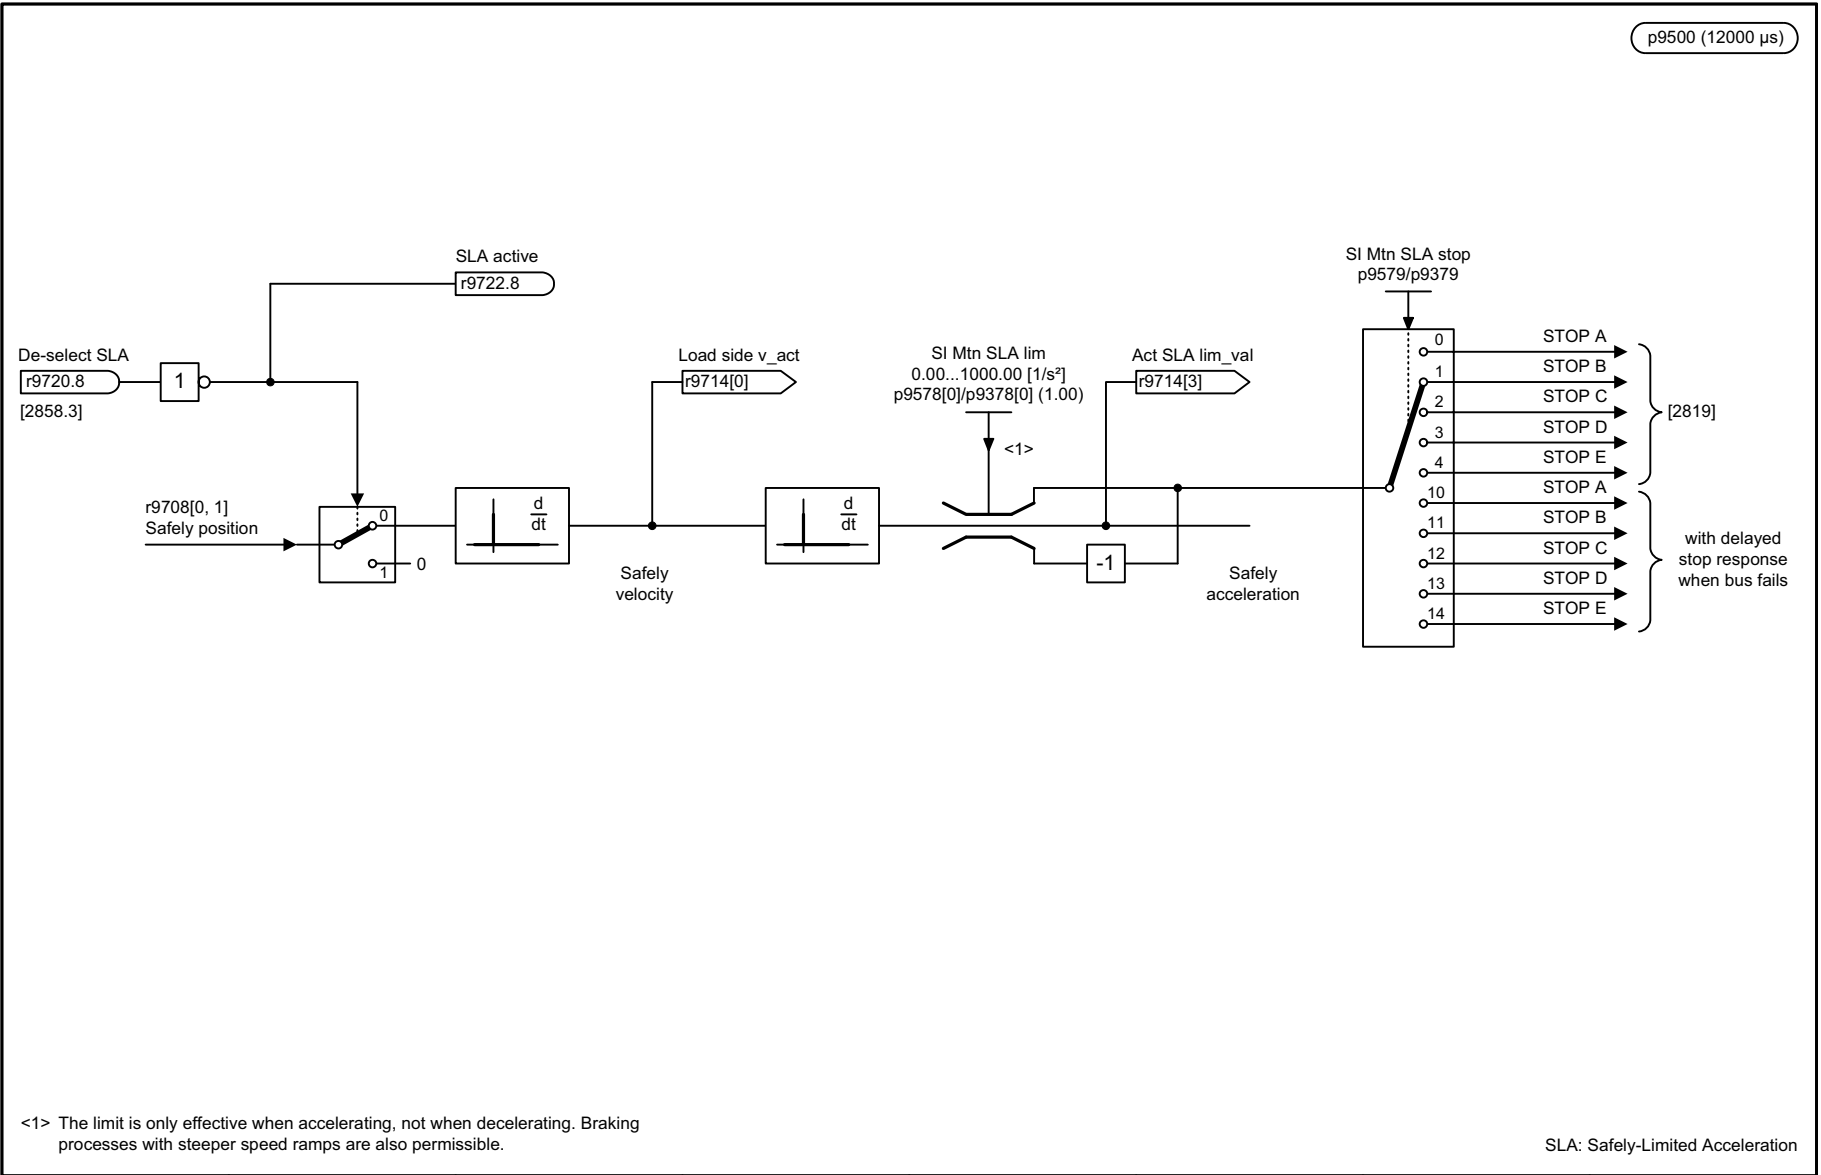 p9500 (12000 µs)
SLA active
r9722.8
SI Mtn SLA stop
p9579/p9379
De-select SLA
r9720.8
[2858.3]
1
Load side v_act
r9714[0]
SI Mtn SLA lim
0.00...1000.00 [1/s²]
p9578[0]/p9378[0] (1.00)
<1>
Act SLA lim_val
r9714[3]
r9708[0, 1]
Safely position
0
1
0
d
dt
Safely
velocity
d
dt
-1
Safely
acceleration
0
STOP A
1
STOP B
2
STOP C
3
STOP D
4
STOP E
[2819]
10
STOP A
11
STOP B
12
STOP C
13
STOP D
14
STOP E
with delayed
stop response
when bus fails
<1> The limit is only effective when accelerating, not when decelerating. Braking
processes with steeper speed ramps are also permissible.
SLA: Safely-Limited Acceleration